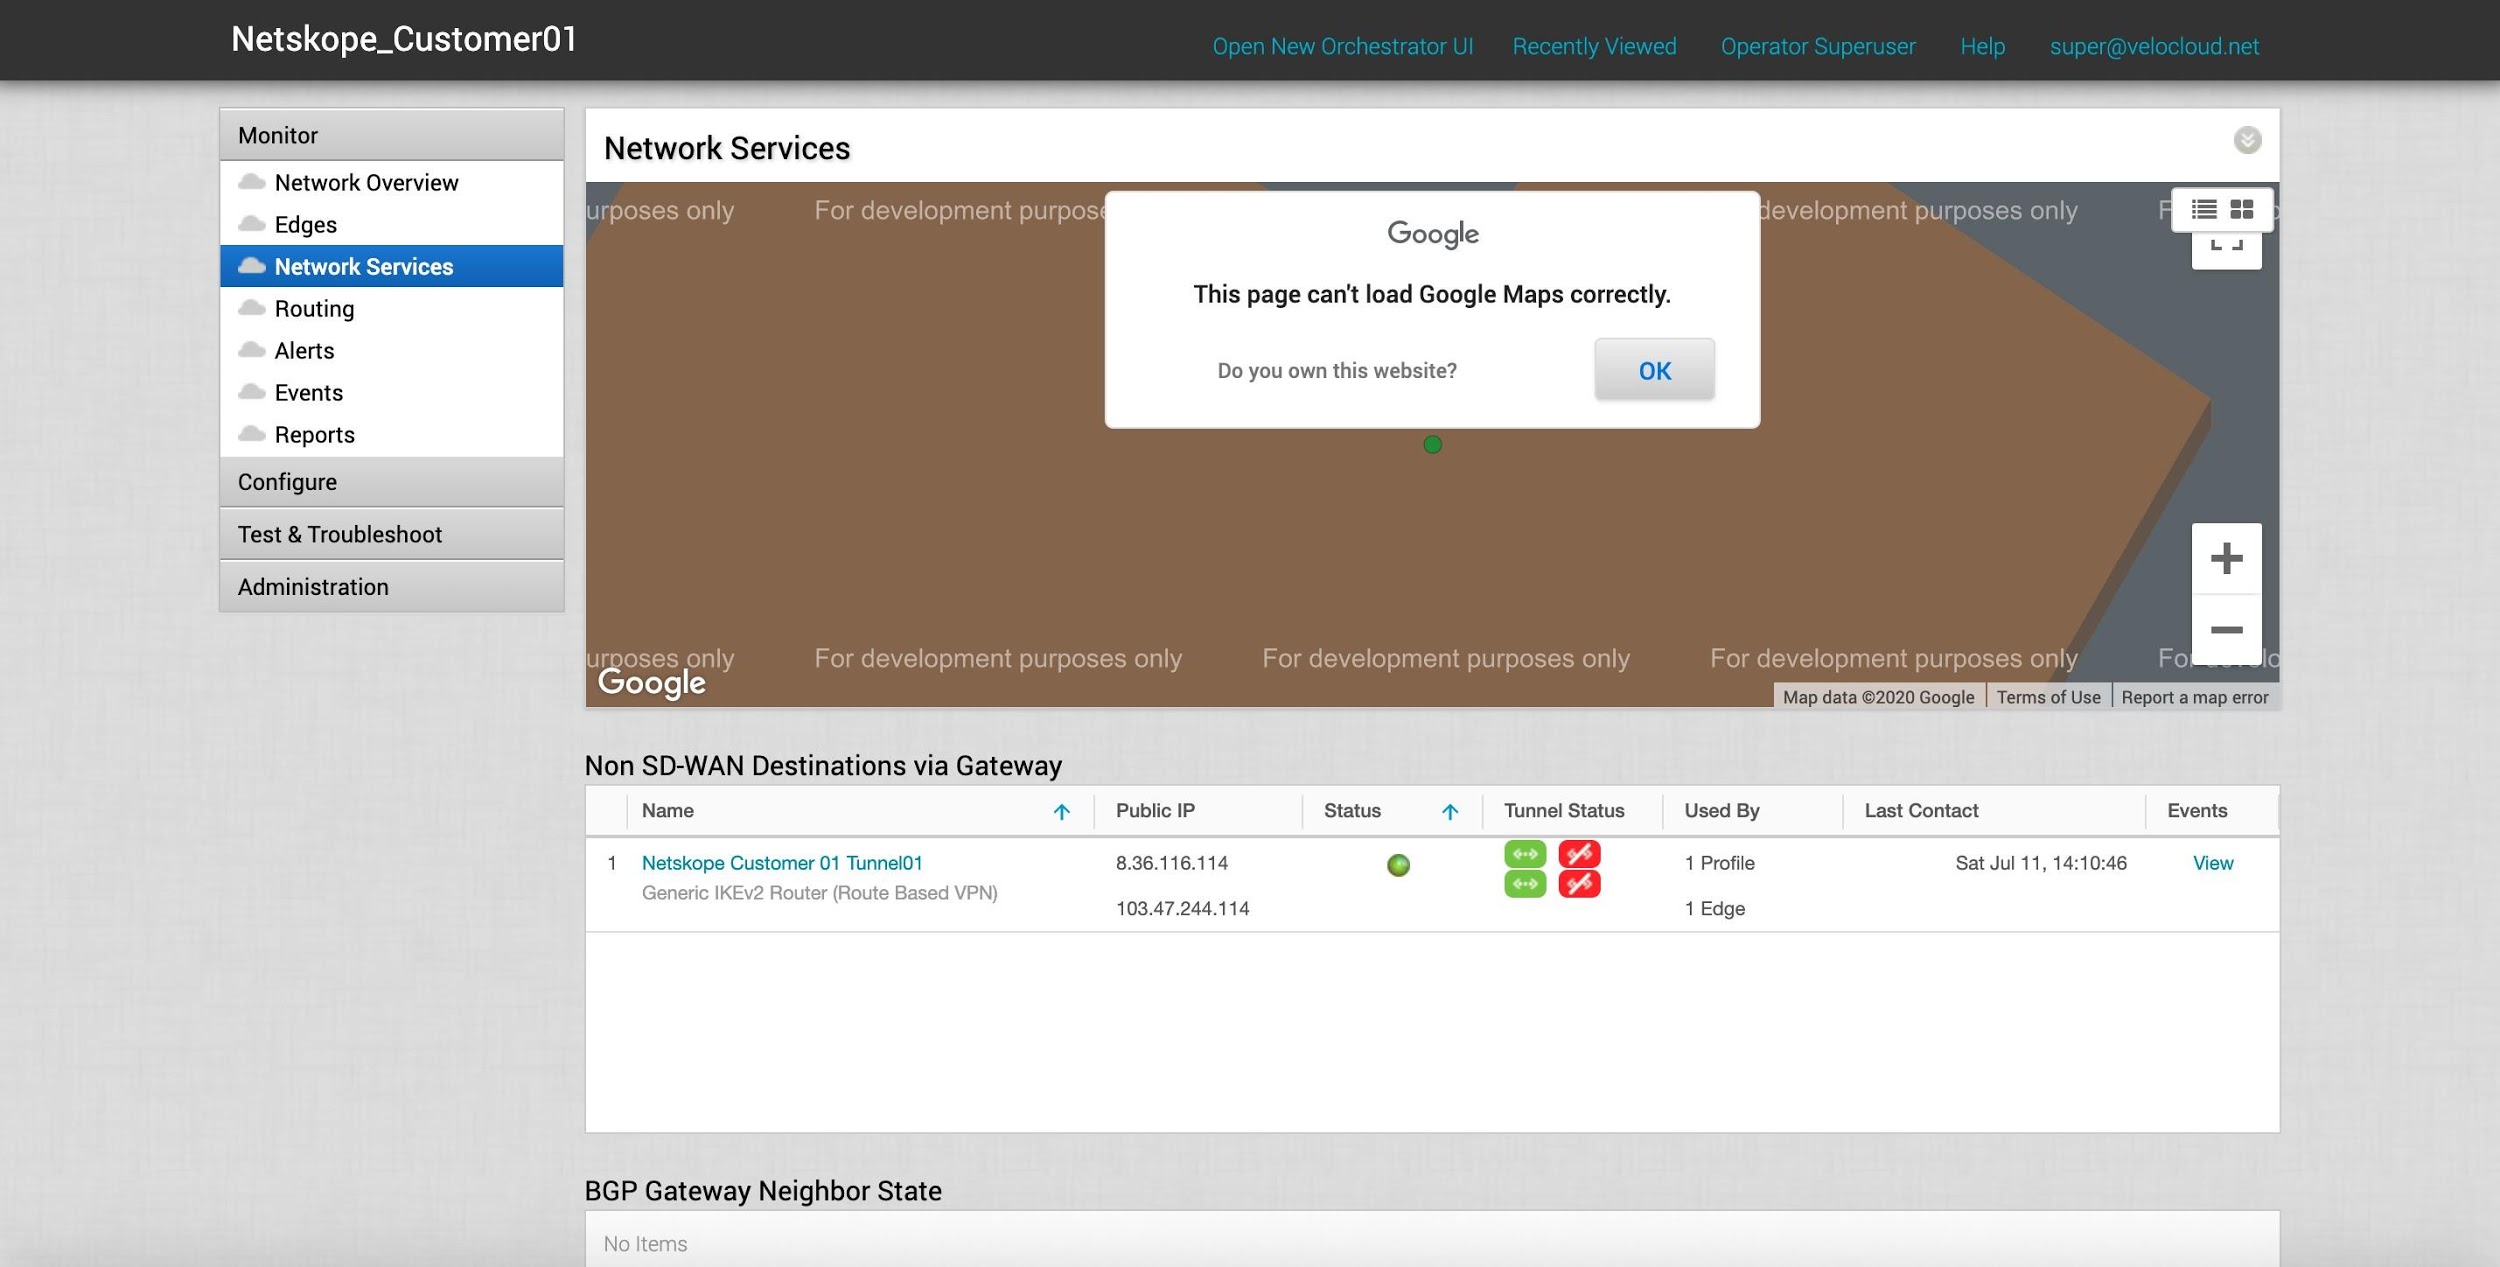 Netskope_Customer01
Open New Orchestrator UI Recently Viewed Operator Superuser Help super@velocloud.net
Monitor
Network Overview
Edges
Network Services
Routing
Alerts
Events
Reports
Configure
Test & Troubleshoot
Administration
Network Services
urposes only For development purpose development purposes only F
Google
This page can't load Google Maps correctly.
Do you own this website? OK
urposes only For development purposes only For development purposes only For development purposes only For develo
Google
Map data ©2020 Google Terms of Use Report a map error
Non SD-WAN Destinations via Gateway
Name Public IP Status Tunnel Status Used By Last Contact Events
1 Netskope Customer 01 Tunnel01 8.36.116.114 1 Profile Sat Jul 11, 14:10:46 View
Generic IKEv2 Router (Route Based VPN)
103.47.244.114 1 Edge
BGP Gateway Neighbor State
No Items